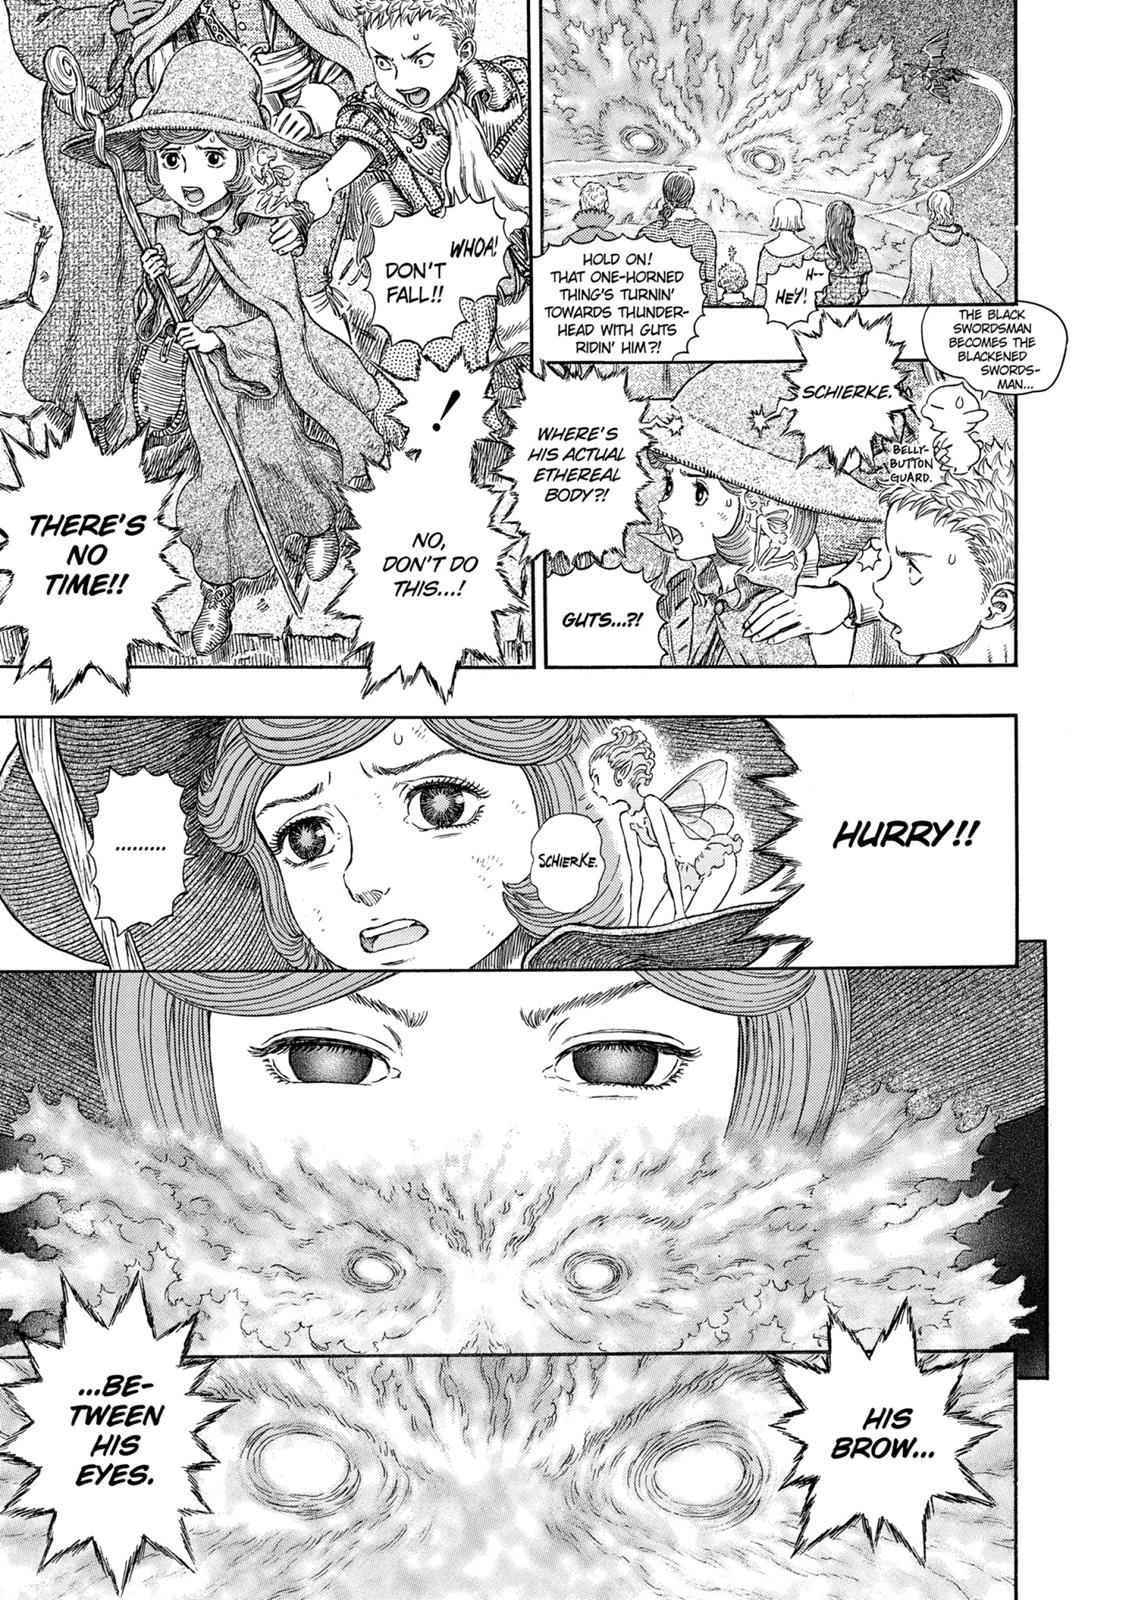 HOLD ON!
THAT ONE-HORNED
THING'S TURNIN'
TOWARDS THUNDER-
HEAD WITH GUTS
RIDIN' HIM?!
H--
HEY!
THE BLACK
SWORDSMAN
BECOMES THE
BLACKENED
SWORDS-
MAN...
BELLY-
BUTTON
GUARD.
SCHIERKE.
WHERE'S
HIS ACTUAL
ETHEREAL
BODY?!
GUTS...?!
WHOA!
DON'T
FALL!!
!
NO,
DON'T DO
THIS...!
THERE'S
NO
TIME!!
HURRY!!
SCHIERKE.
.........
HIS
BROW...
...BE-
TWEEN
HIS
EYES.